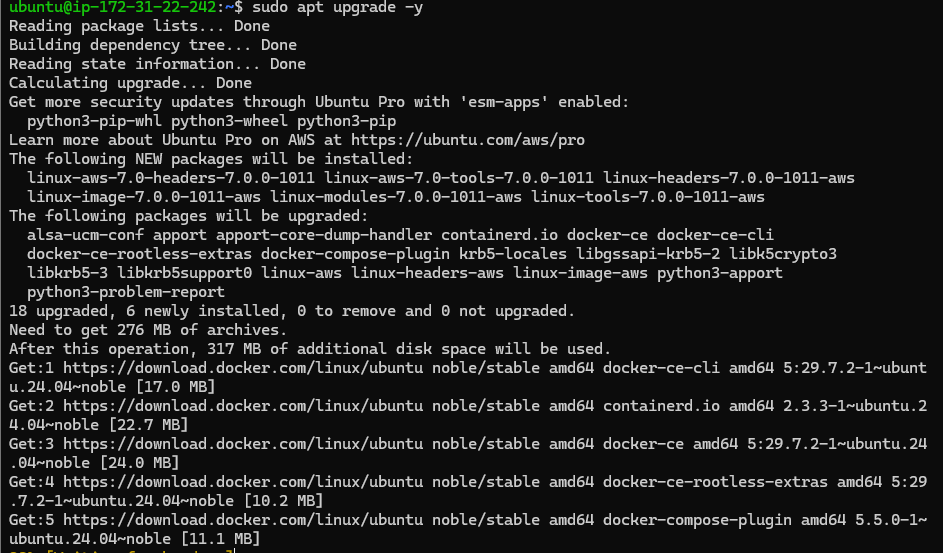 ubuntu@ip-172-31-22-242:~$ sudo apt upgrade -y
Reading package lists... Done
Building dependency tree... Done
Reading state information... Done
Calculating upgrade... Done
Get more security updates through Ubuntu Pro with 'esm-apps' enabled:
  python3-pip-whl python3-wheel python3-pip
Learn more about Ubuntu Pro on AWS at https://ubuntu.com/aws/pro
The following NEW packages will be installed:
  linux-aws-7.0-headers-7.0.0-1011 linux-aws-7.0-tools-7.0.0-1011 linux-headers-7.0.0-1011-aws
  linux-image-7.0.0-1011-aws linux-modules-7.0.0-1011-aws linux-tools-7.0.0-1011-aws
The following packages will be upgraded:
  alsa-ucm-conf apport apport-core-dump-handler containerd.io docker-ce docker-ce-cli
  docker-ce-rootless-extras docker-compose-plugin krb5-locales libgssapi-krb5-2 libk5crypto3
  libkrb5-3 libkrb5support0 linux-aws linux-headers-aws linux-image-aws python3-apport
  python3-problem-report
18 upgraded, 6 newly installed, 0 to remove and 0 not upgraded.
Need to get 276 MB of archives.
After this operation, 317 MB of additional disk space will be used.
Get:1 https://download.docker.com/linux/ubuntu noble/stable amd64 docker-ce-cli amd64 5:29.7.2-1~ubunt
u.24.04~noble [17.0 MB]
Get:2 https://download.docker.com/linux/ubuntu noble/stable amd64 containerd.io amd64 2.3.3-1~ubuntu.2
4.04~noble [22.7 MB]
Get:3 https://download.docker.com/linux/ubuntu noble/stable amd64 docker-ce amd64 5:29.7.2-1~ubuntu.24
.04~noble [24.0 MB]
Get:4 https://download.docker.com/linux/ubuntu noble/stable amd64 docker-ce-rootless-extras amd64 5:29
.7.2-1~ubuntu.24.04~noble [10.2 MB]
Get:5 https://download.docker.com/linux/ubuntu noble/stable amd64 docker-compose-plugin amd64 5.5.0-1~
ubuntu.24.04~noble [11.1 MB]